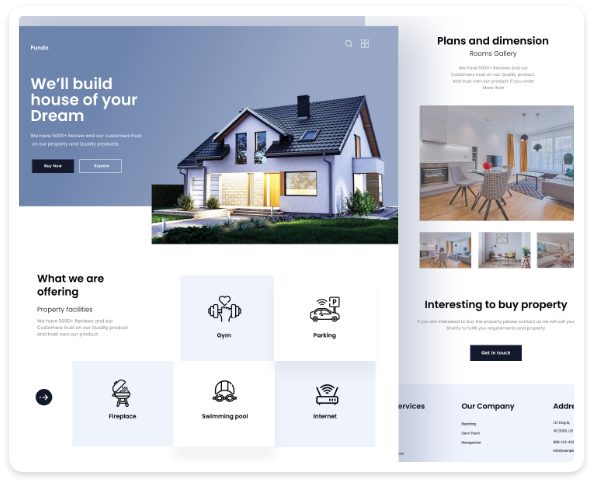 Fundo
We'll build
house of your
Dream
We have 5000+ Review and our customers trust
on our property and Quality products.
Buy Now
Explore
What we are
offering
Property facilities
We have 5000+ Reviews and our
Customers trust on our Quality product
and trust own our product.
Gym
Parking
P
Fireplace
Swimming pool
Internet
Plans and dimension
Rooms Gallery
We have 5000+ Reviews and our
Customers trust on our Quality product
and trust own our product. If you order
More than
Interesting to buy property
If you are interested to buy the property please contact us we will call you
Directly to fulfil you requirements and property
Get in touch
ervices
Our Company
Reporting
Get in Touch
Management
Addre